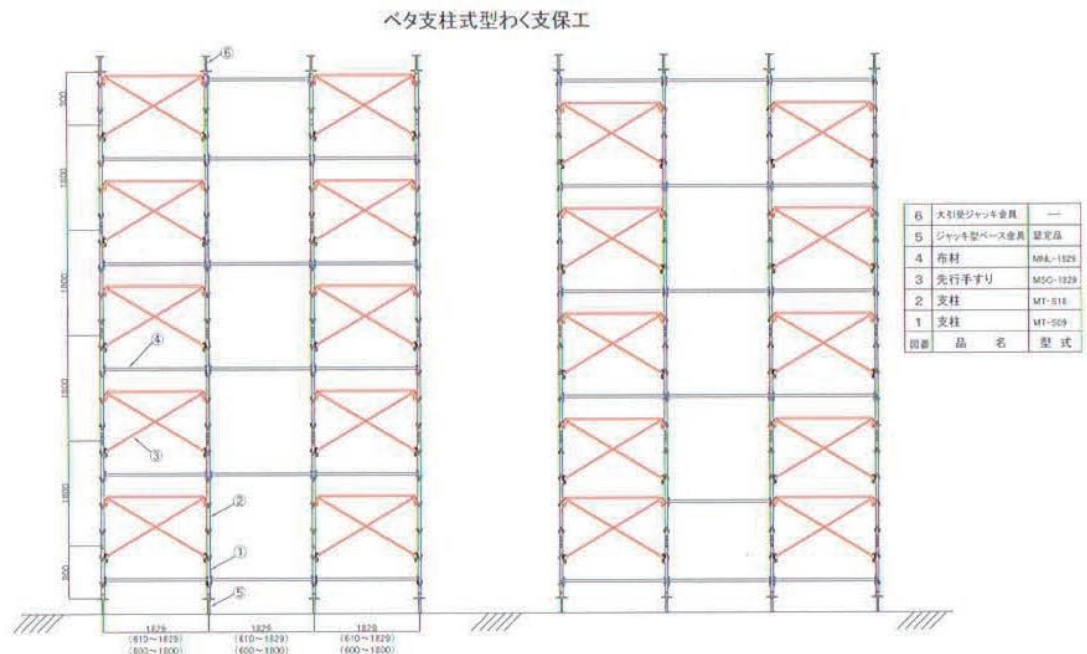 ベタ支柱式型わく支保工
⑥
900
1800
1800
1800
1800
900
④
③
②
①
⑤
1829 1829 1829
(610~1829) (610~1829) (610~1829)
(600~1800) (600~1800) (600~1800)
6 大引受ジャッキ金具 —
5 ジャッキ型ベース金具 認定品
4 布材 MNL-1829
3 先行手すり MSG-1829
2 支柱 MT-S18
1 支柱 MT-S09
図番 品名 型式